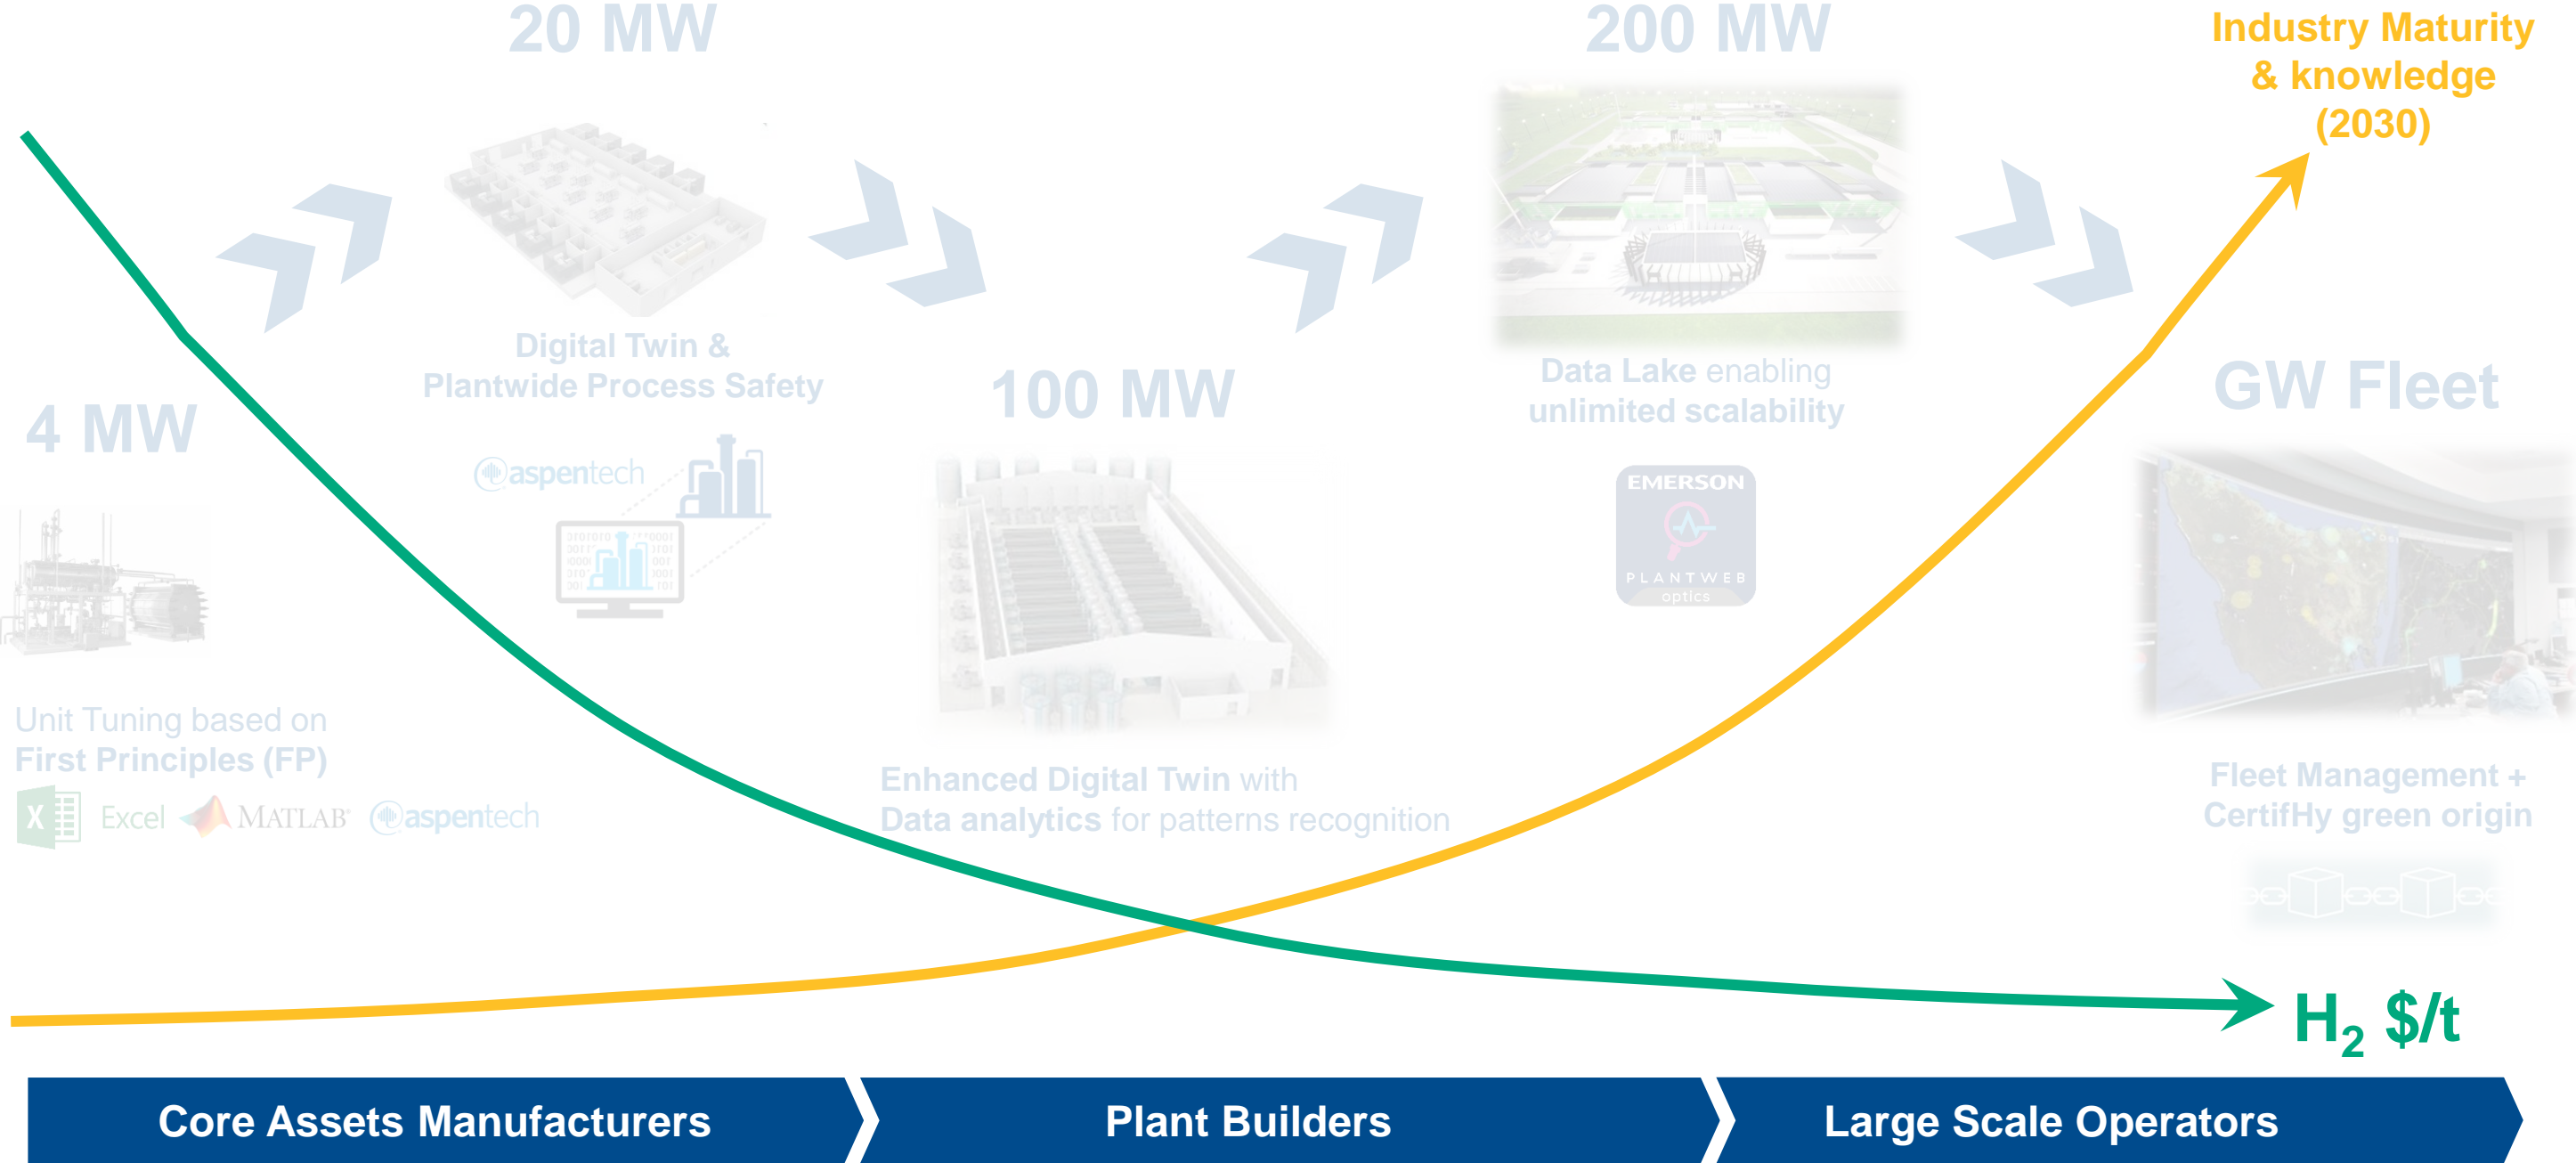 20 MW
200 MW
Industry Maturity
& knowledge
(2030)
Digital Twin &
Plantwide Process Safety
4 MW
100 MW
Data Lake enabling
unlimited scalability
GW Fleet
aspentech
EMERSON
PLANTWEB
optics
Unit Tuning based on
First Principles (FP)
X Excel MATLAB® aspentech
Enhanced Digital Twin with
Data analytics for patterns recognition
Fleet Management +
CertifHy green origin
H₂ $/t
Core Assets Manufacturers
Plant Builders
Large Scale Operators